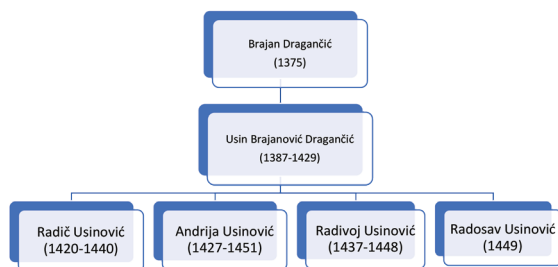 Brajan Dragančić
(1375)
Usin Brajanović Dragančić
(1387-1429)
Radič Usinović
(1420-1440)
Andrija Usinović
(1427-1451)
Radivoj Usinović
(1437-1448)
Radosav Usinović
(1449)